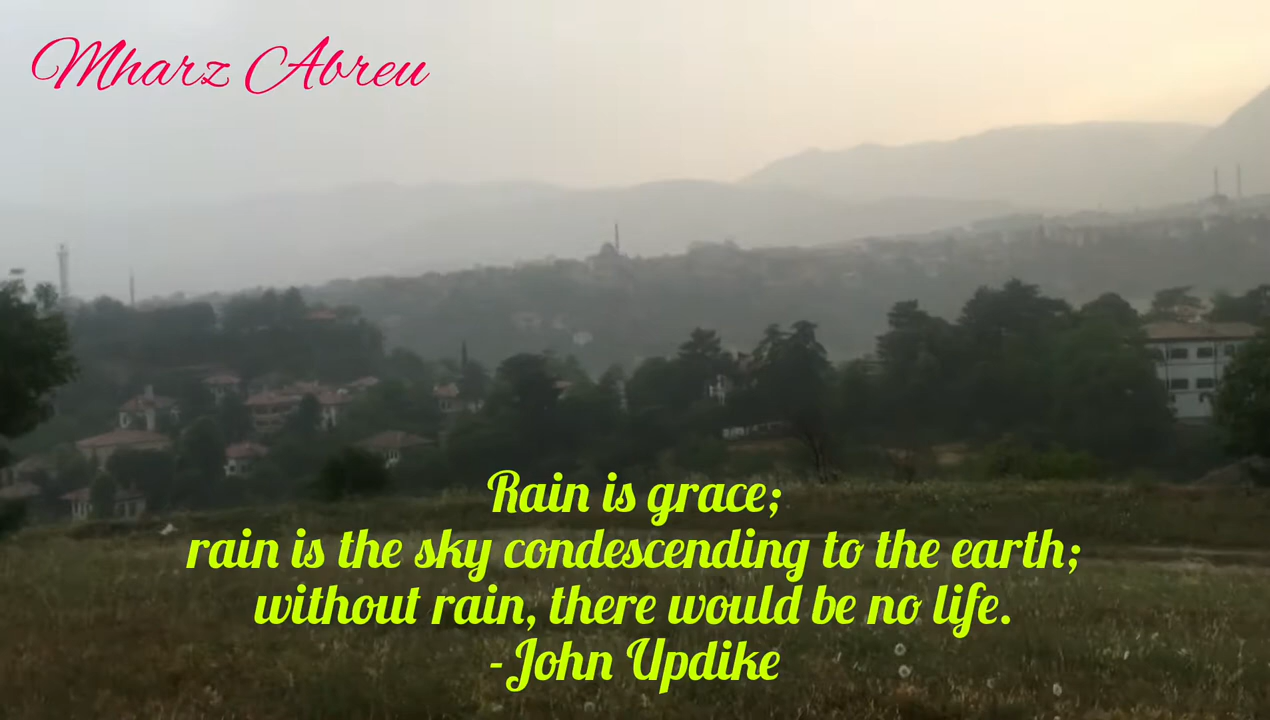 Mharz Abreu
Rain is grace;
rain is the sky condescending to the earth;
without rain, there would be no life.
-John Updike